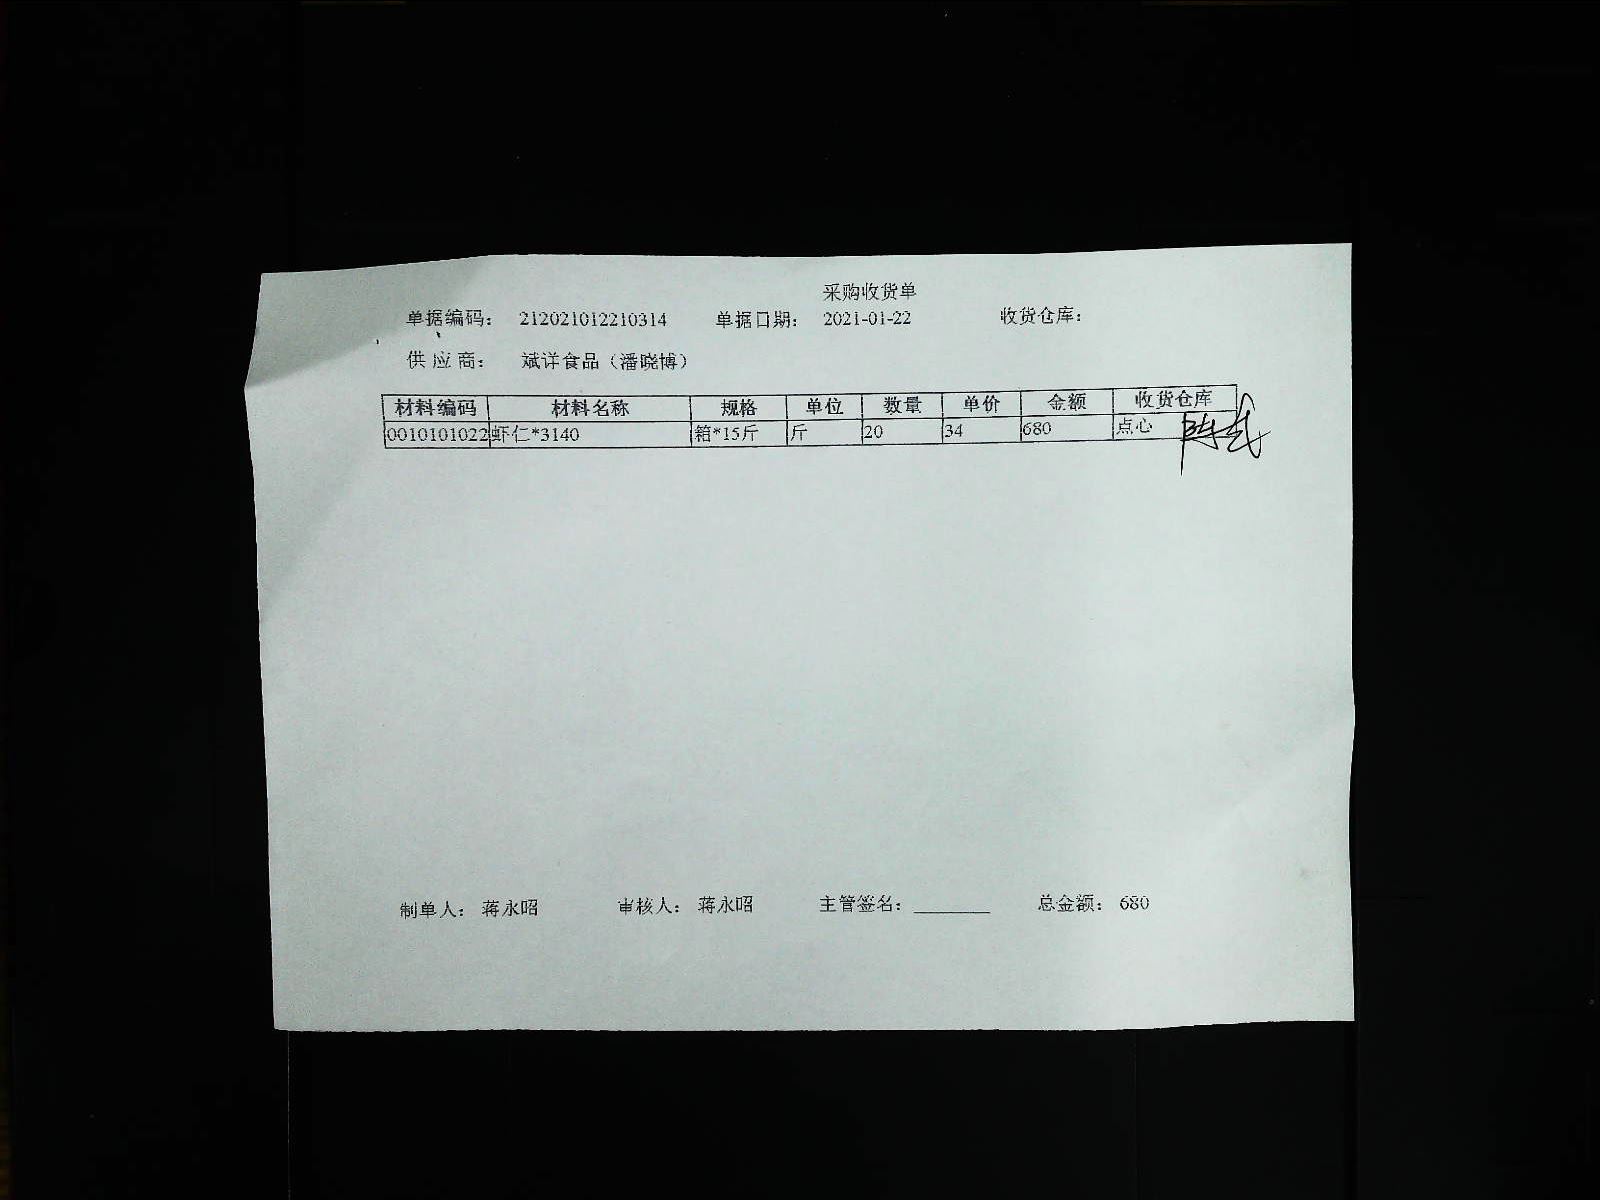 采购收货单
单据编码： 212021012210314 单据日期： 2021-01-22 收货仓库：
供 应 商： 斌详食品（潘晓博）
材料编码 材料名称 规格 单位 数量 单价 金额 收货仓库
0010101022 虾仁*3140 箱*15斤 斤 20 34 680 点心
制单人： 蒋永昭 审核人： 蒋永昭 主管签名： 总金额： 680